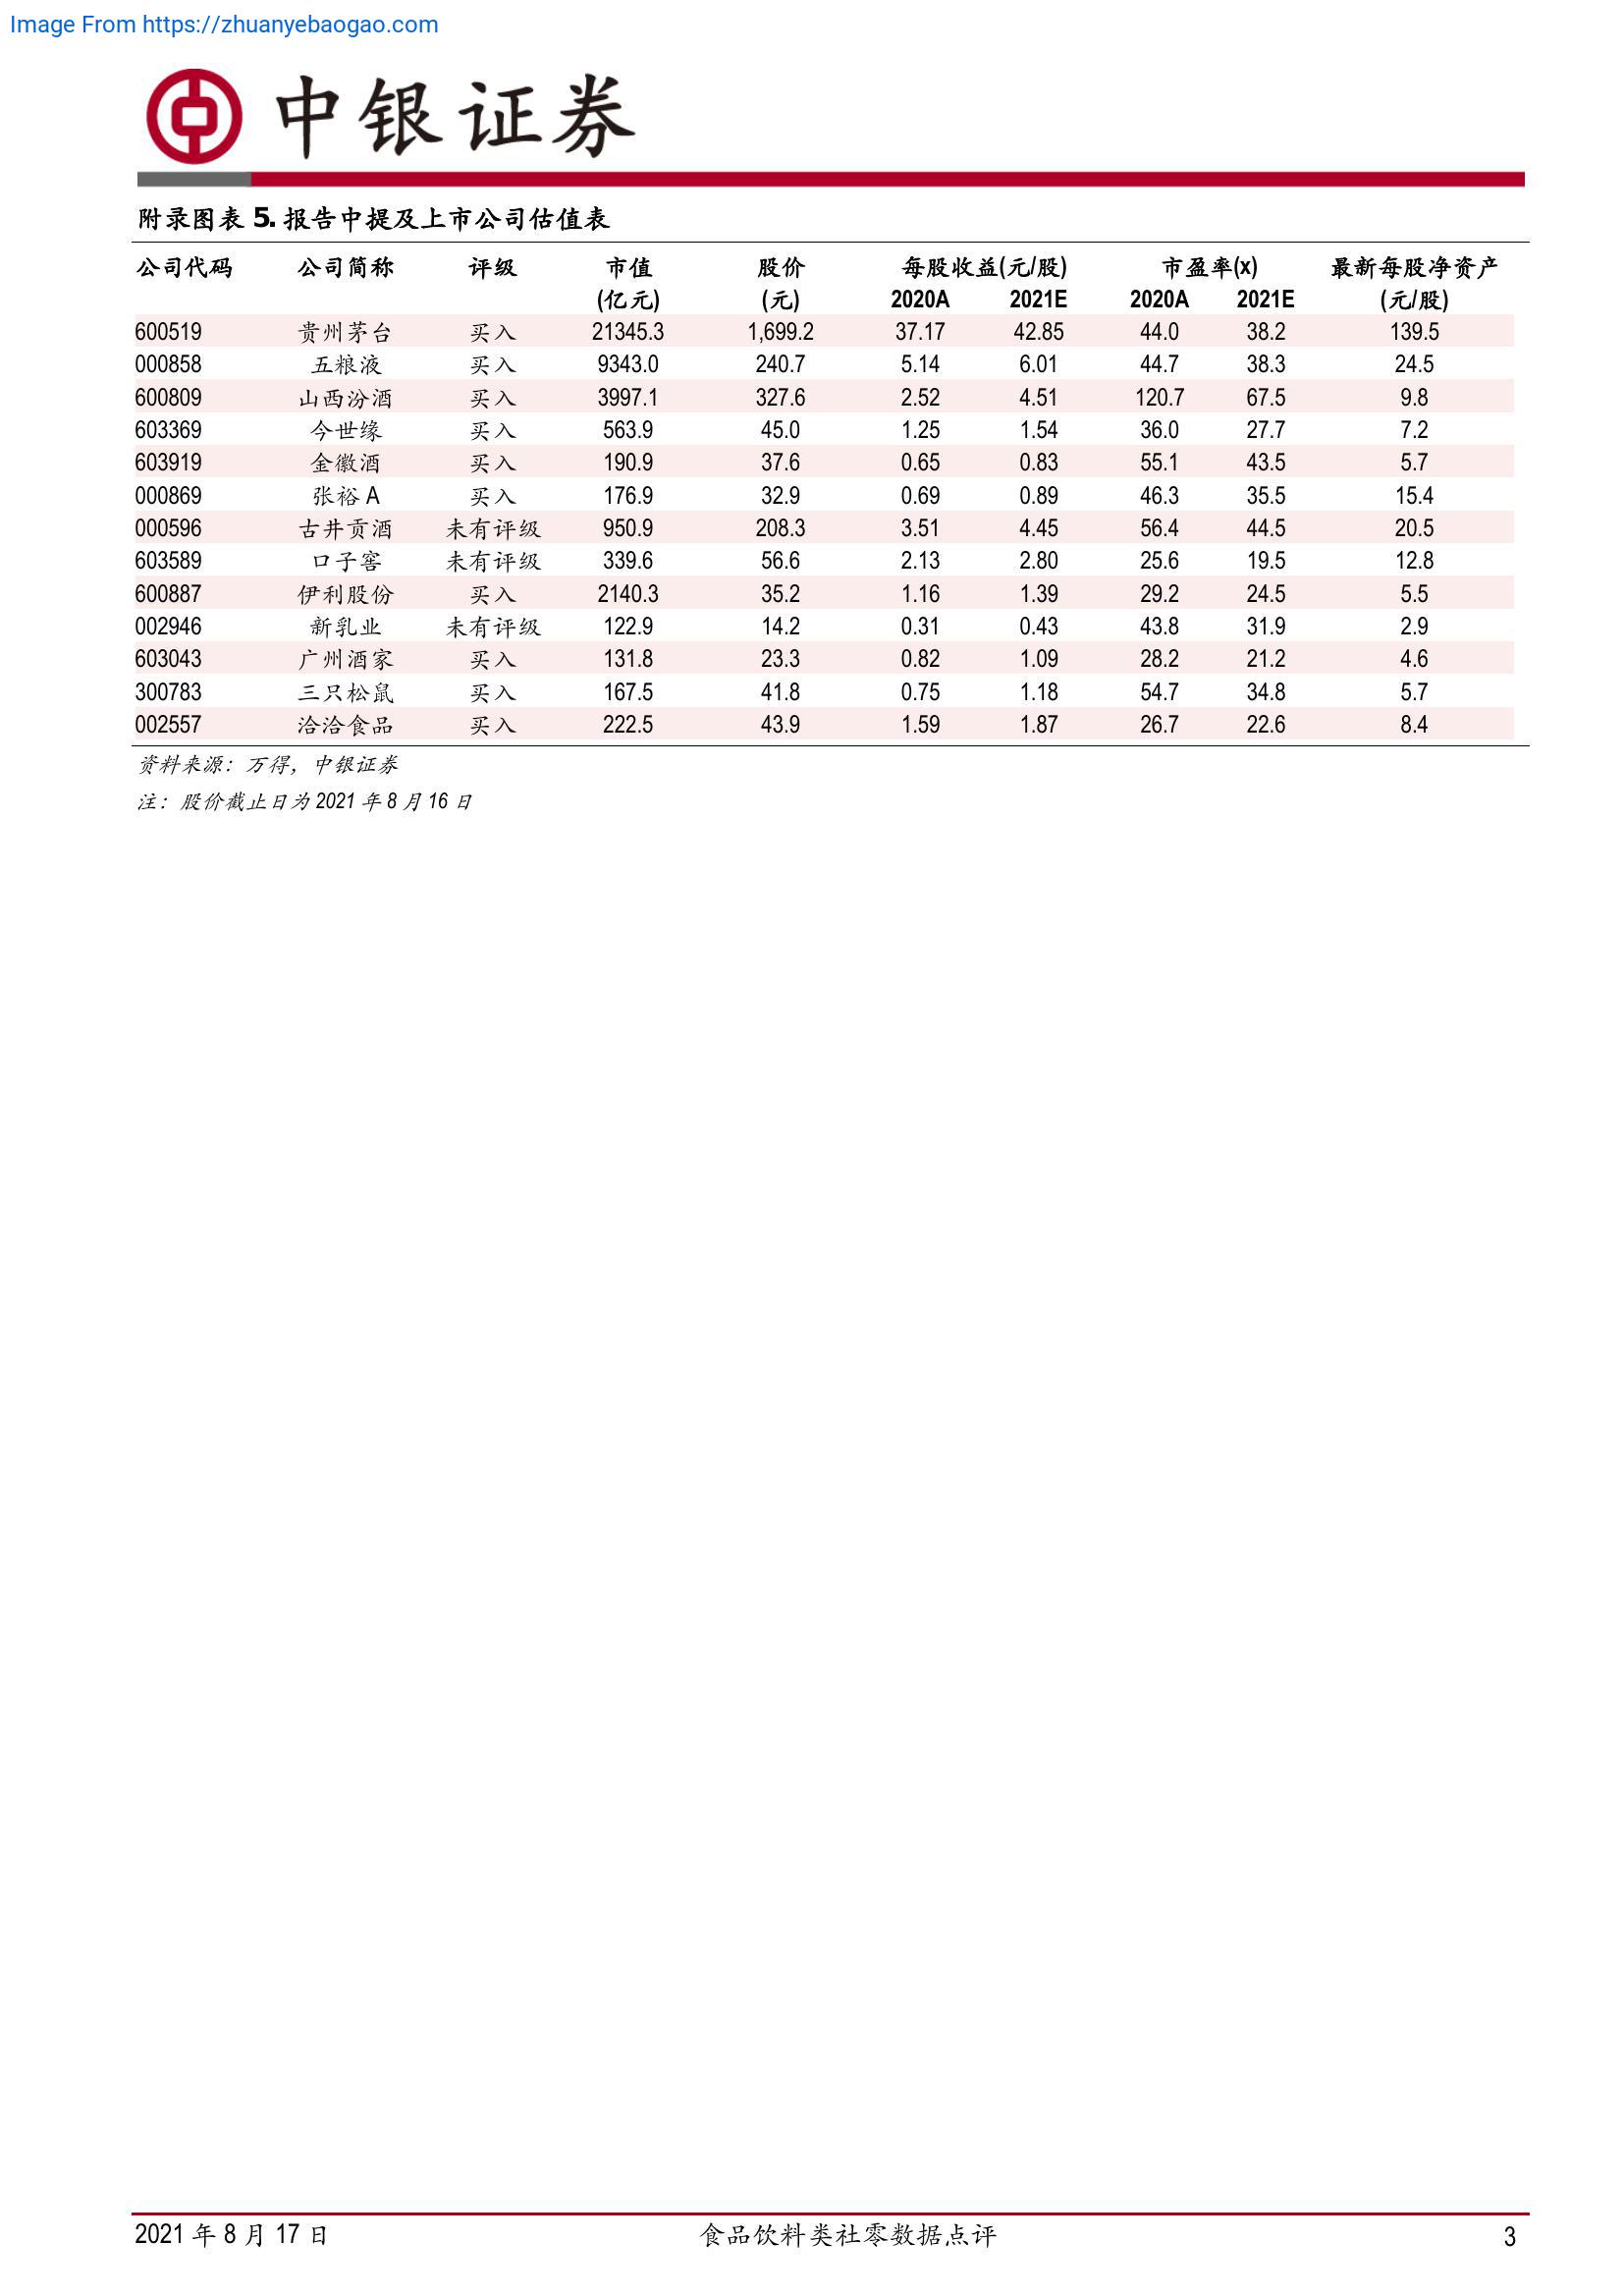 Image From https://zhuanyebaogao.com
中银证券
附录图表 5. 报告中提及上市公司估值表
公司代码 公司简称 评级 市值 股价 每股收益(元/股) 市盈率(x) 最新每股净资产
(亿元) (元) 2020A 2021E 2020A 2021E (元/股)
600519 贵州茅台 买入 21345.3 1,699.2 37.17 42.85 44.0 38.2 139.5
000858 五粮液 买入 9343.0 240.7 5.14 6.01 44.7 38.3 24.5
600809 山西汾酒 买入 3997.1 327.6 2.52 4.51 120.7 67.5 9.8
603369 今世缘 买入 563.9 45.0 1.25 1.54 36.0 27.7 7.2
603919 金徽酒 买入 190.9 37.6 0.65 0.83 55.1 43.5 5.7
000869 张裕 A 买入 176.9 32.9 0.69 0.89 46.3 35.5 15.4
000596 古井贡酒 未有评级 950.9 208.3 3.51 4.45 56.4 44.5 20.5
603589 口子窖 未有评级 339.6 56.6 2.13 2.80 25.6 19.5 12.8
600887 伊利股份 买入 2140.3 35.2 1.16 1.39 29.2 24.5 5.5
002946 新乳业 未有评级 122.9 14.2 0.31 0.43 43.8 31.9 2.9
603043 广州酒家 买入 131.8 23.3 0.82 1.09 28.2 21.2 4.6
300783 三只松鼠 买入 167.5 41.8 0.75 1.18 54.7 34.8 5.7
002557 洽洽食品 买入 222.5 43.9 1.59 1.87 26.7 22.6 8.4
资料来源：万得，中银证券
注：股价截止日为 2021 年 8 月 16 日
2021 年 8 月 17 日 食品饮料类社零数据点评 3